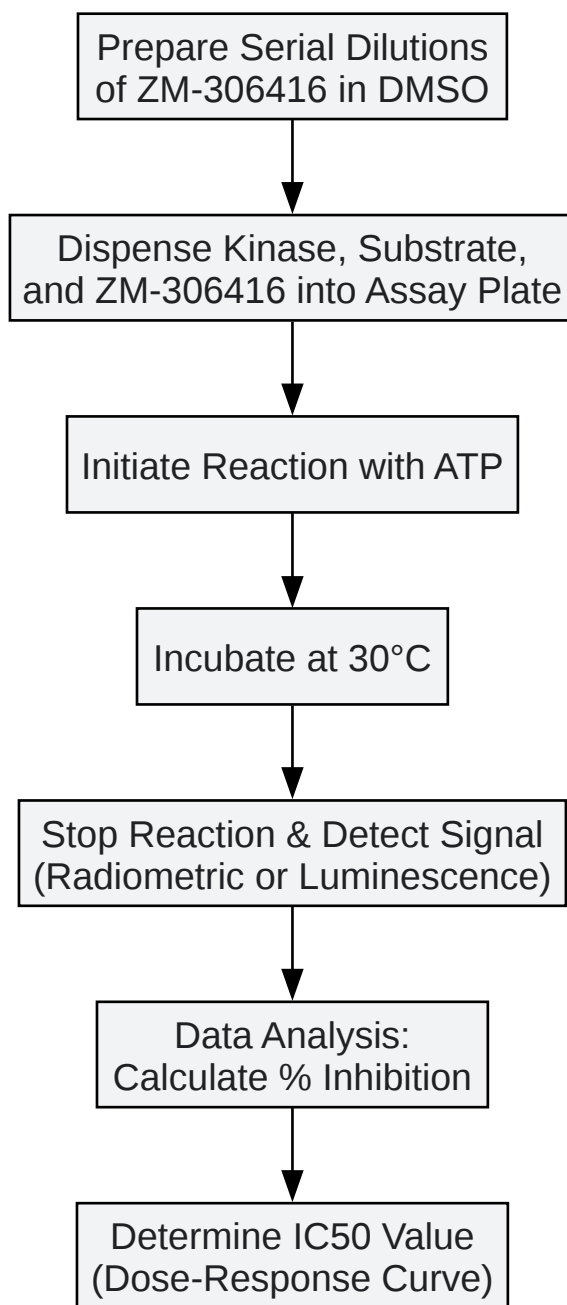 Prepare Serial Dilutions
of ZM-306416 in DMSO
Dispense Kinase, Substrate,
and ZM-306416 into Assay Plate
Initiate Reaction with ATP
Incubate at 30°C
Stop Reaction & Detect Signal
(Radiometric or Luminescence)
Data Analysis:
Calculate % Inhibition
Determine IC50 Value
(Dose-Response Curve)